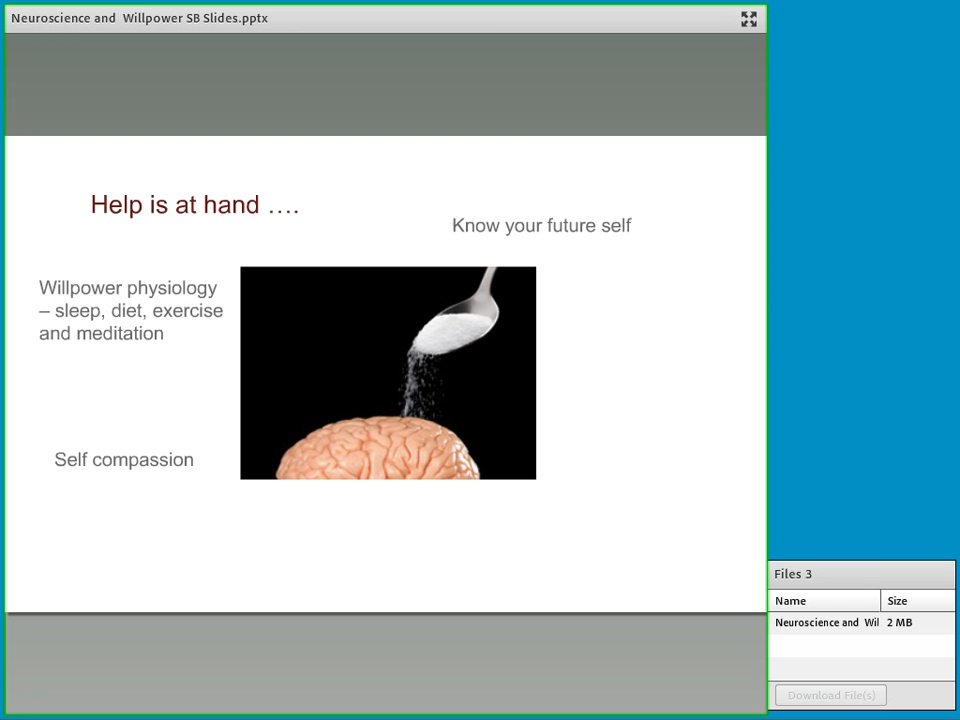 Neuroscience and  Willpower SB Slides.pptx
Help is at hand ….
Know your future self
Willpower physiology
– sleep, diet, exercise
and meditation
Self compassion
Files 3
Name Size
Neuroscience and  Wil 2 MB
Download File(s)